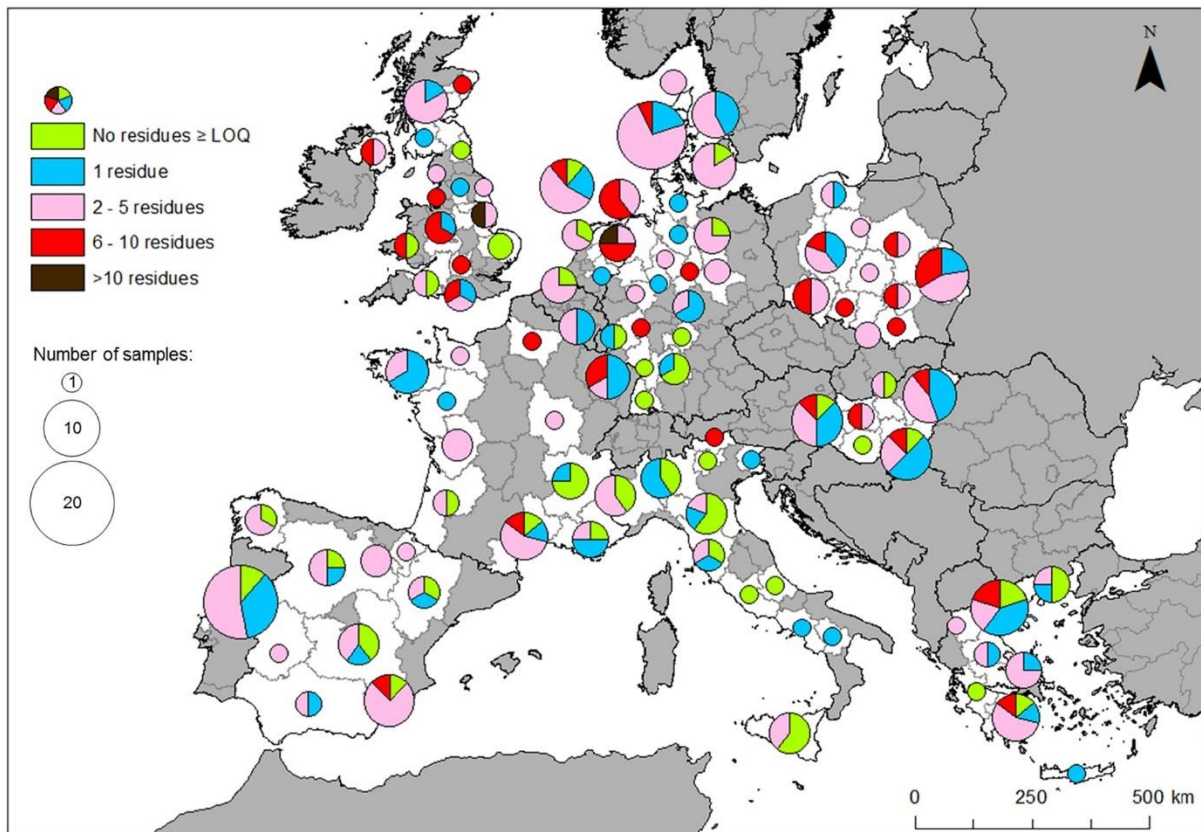 N
No residues ≥ LOQ
1 residue
2 - 5 residues
6 - 10 residues
>10 residues
Number of samples:
1
10
20
0 250 500 km